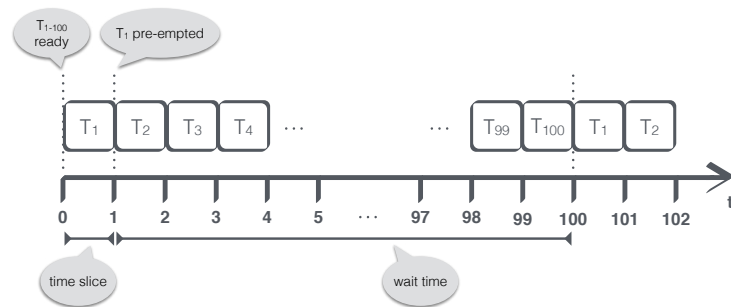 T1-100
ready
T1 pre-empted
T1 T2 T3 T4 ... ... T99 T100 T1 T2
0 1 2 3 4 5 ... 97 98 99 100 101 102
t
time slice
wait time